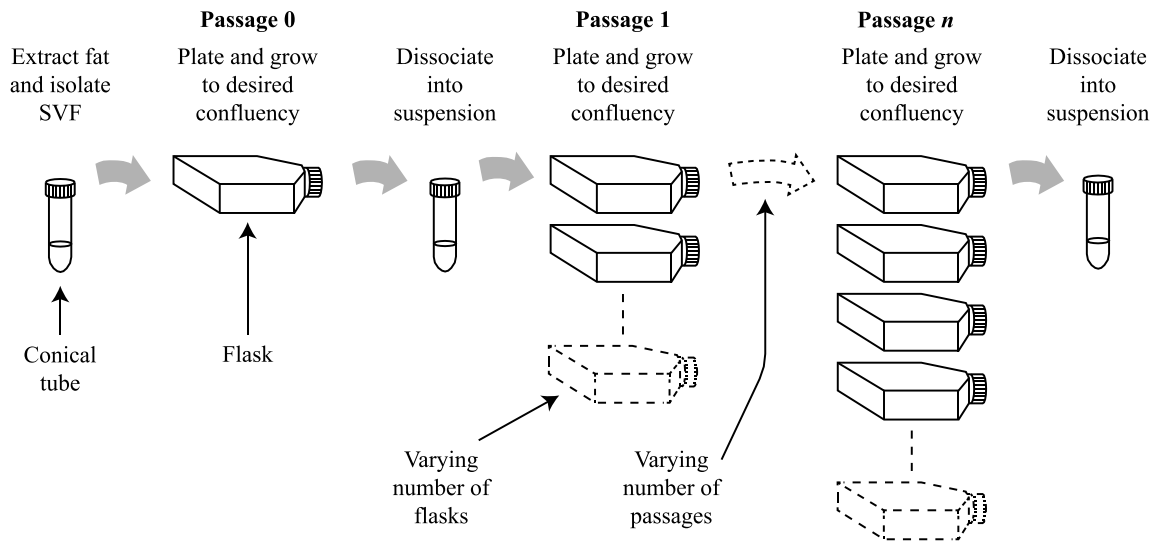 Passage 0
Passage 1
Passage n
Extract fat
and isolate
SVF
Plate and grow
to desired
confluency
Dissociate
into
suspension
Plate and grow
to desired
confluency
Plate and grow
to desired
confluency
Dissociate
into
suspension
Conical
tube
Flask
Varying
number of
flasks
Varying
number of
passages